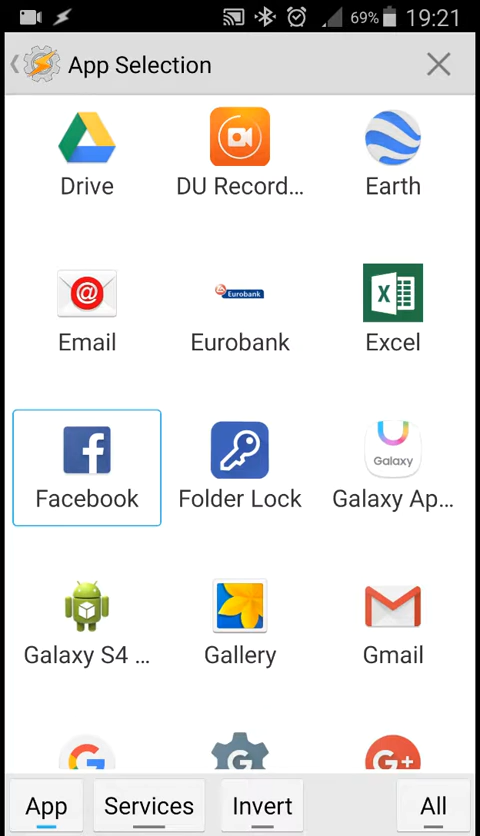 69% 19:21
App Selection
Drive DU Record... Earth
@ Eurobank X
Email Eurobank Excel
f Galaxy
Facebook Folder Lock Galaxy Ap...
Galaxy S4 ... Gallery Gmail
G G G+
App Services Invert All